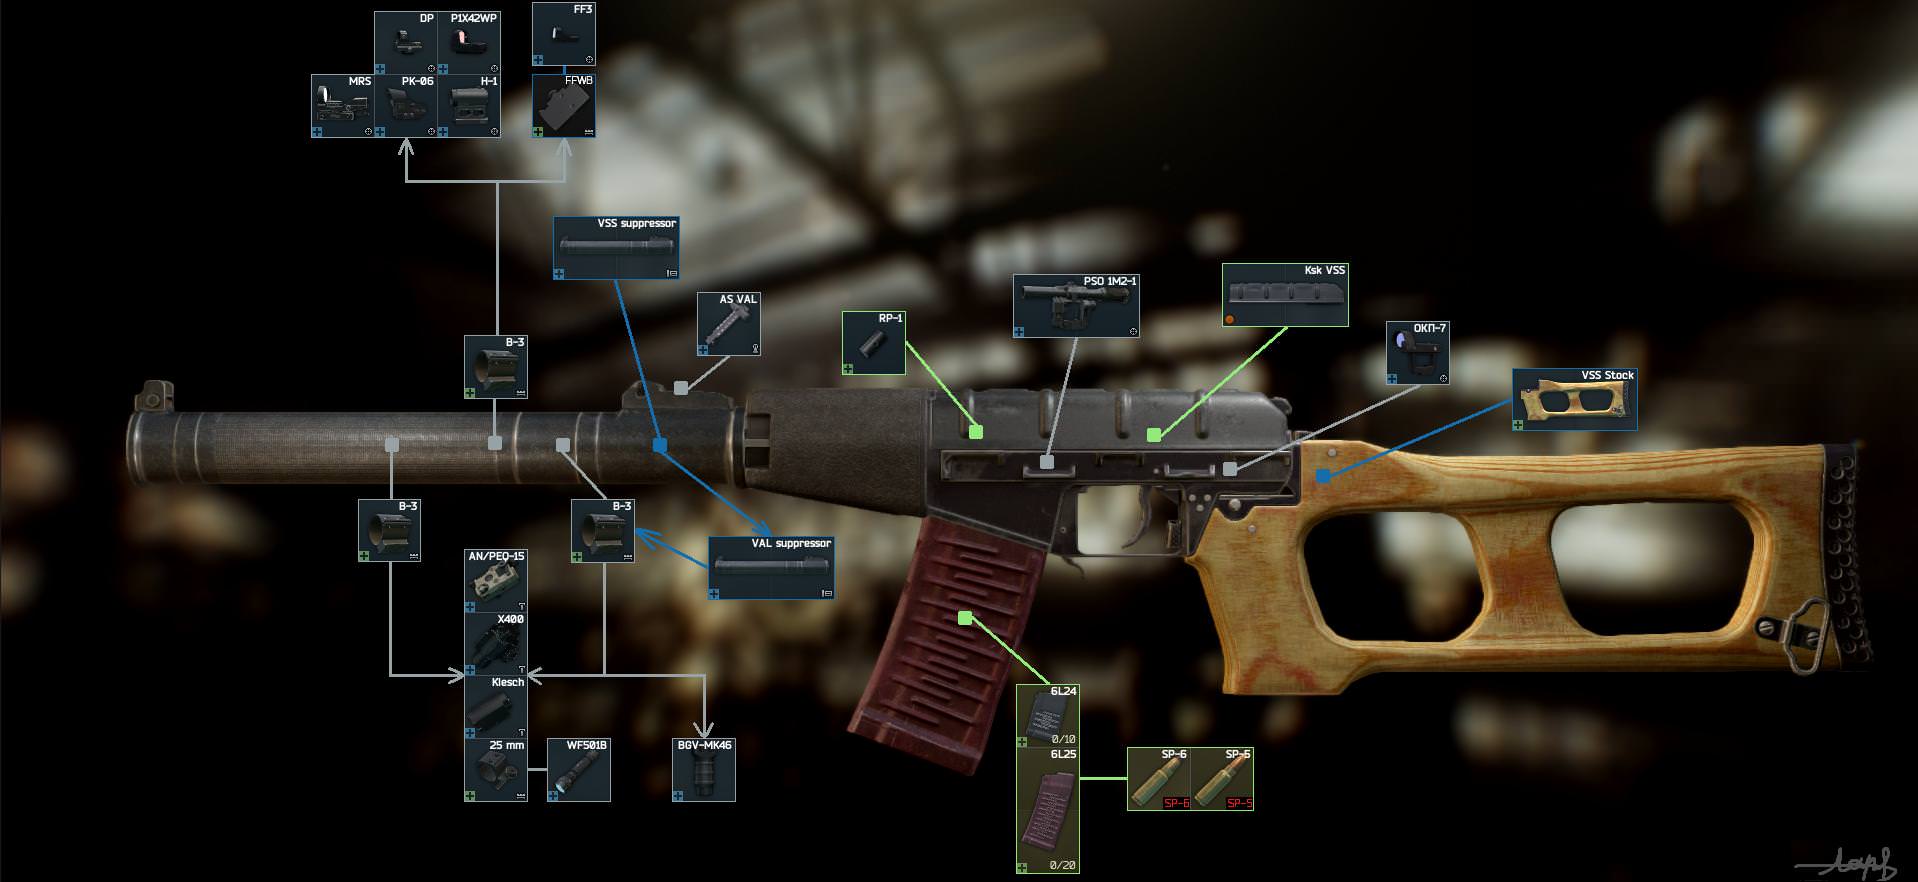 DP P1X42WP
FF3
MRS PK-06 H-1
FFWB
VSS suppressor
AS VAL
RP-1
PSO 1M2-1
Ksk VSS
ОКП-7
VSS Stock
B-3
B-3
B-3
VAL suppressor
AN/PEQ-15
X400
Klesch
25 mm
WF501B
BGV-MK46
6L24
0/10
6L25
0/20
SP-6 SP-5
SP-6 SP-5